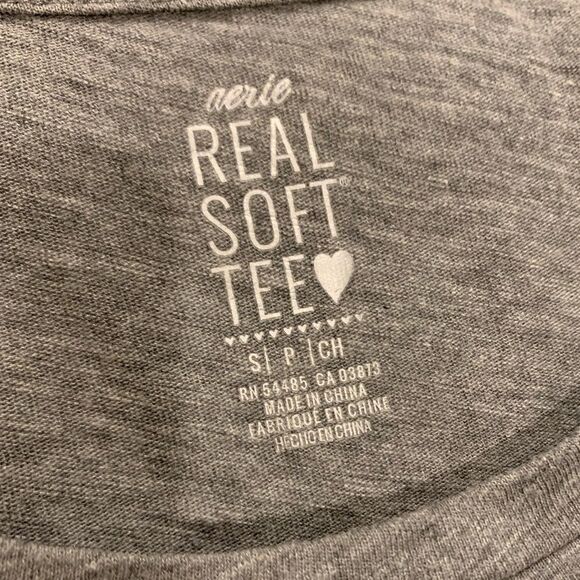 aerie
REAL
SOFT
TEE
S| P |CH
RN 54485 CA 03873
MADE IN CHINA
FABRIQUÉ EN CHINE
HECHO EN CHINA